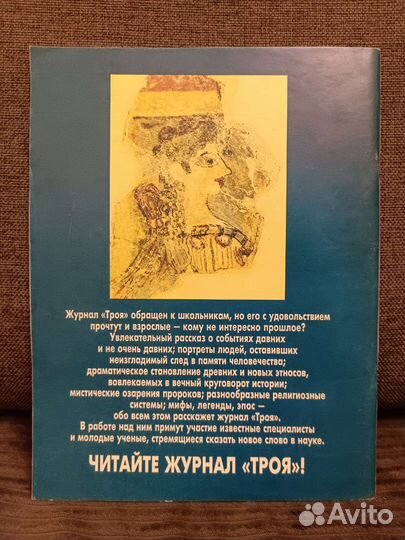 Журнал «Троя» обращен к школьникам, но его с удовольствием
прочтут и взрослые – кому не интересно прошлое?
Увлекательный рассказ о событиях давних
и не очень давних; портреты людей, оставивших
неизгладимый след в памяти человечества;
драматическое становление древних и новых этносов,
вовлекаемых в вечный круговорот истории;
мистические озарения пророков; разнообразные религиозные
системы; мифы, легенды, эпос –
обо всем этом расскажет журнал «Троя».
В работе над ним примут участие известные специалисты
и молодые ученые, стремящиеся сказать новое слово в науке.
ЧИТАЙТЕ ЖУРНАЛ «ТРОЯ»!
Avito